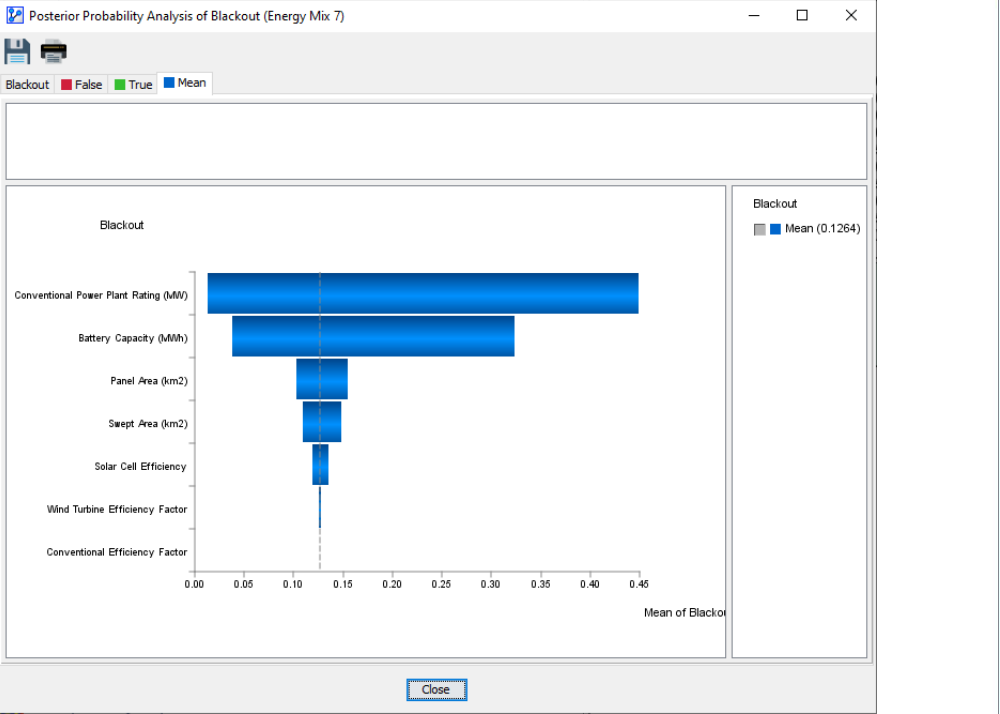 Posterior Probability Analysis of Blackout (Energy Mix 7)
Blackout False True Mean
Blackout
Blackout
Mean (0.1264)
Conventional Power Plant Rating (MW)
Battery Capacity (MWh)
Panel Area (km2)
Swept Area (km2)
Solar Cell Efficiency
Wind Turbine Efficiency Factor
Conventional Efficiency Factor
0.00 0.05 0.10 0.15 0.20 0.25 0.30 0.35 0.40 0.45
Mean of Blackou
Close